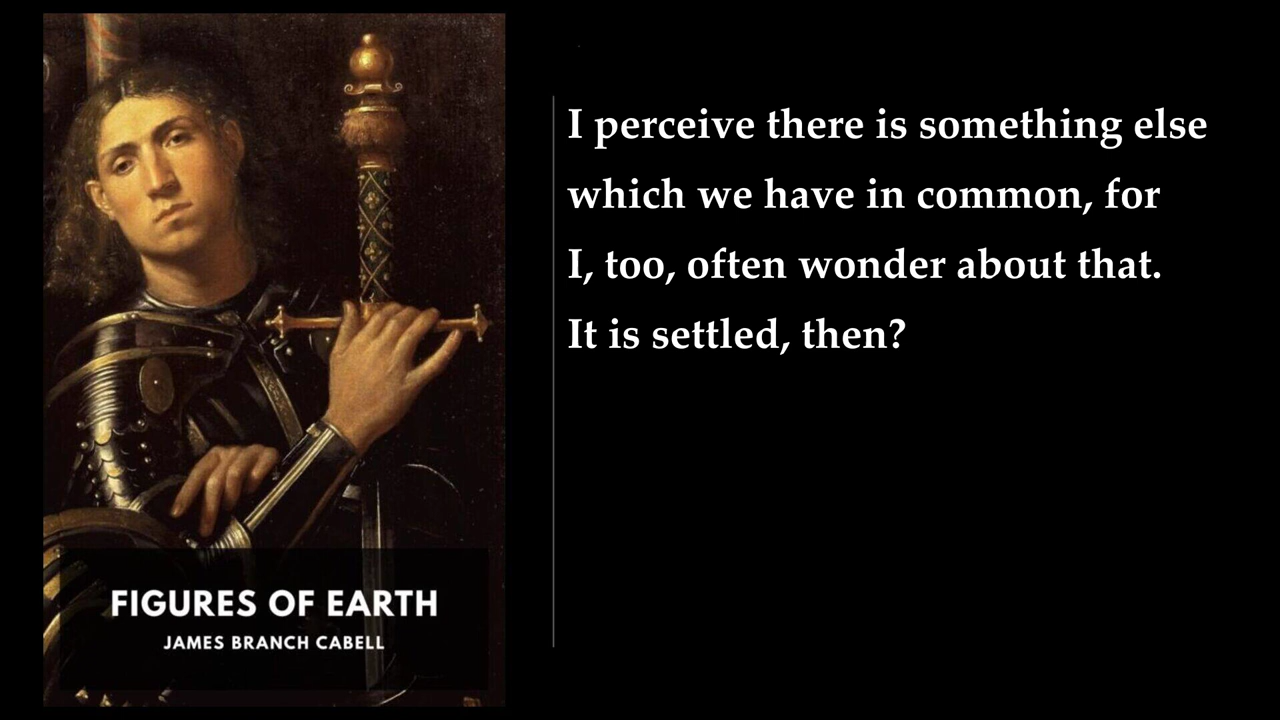 I perceive there is something else
which we have in common, for
I, too, often wonder about that.
It is settled, then?
FIGURES OF EARTH
JAMES BRANCH CABELL